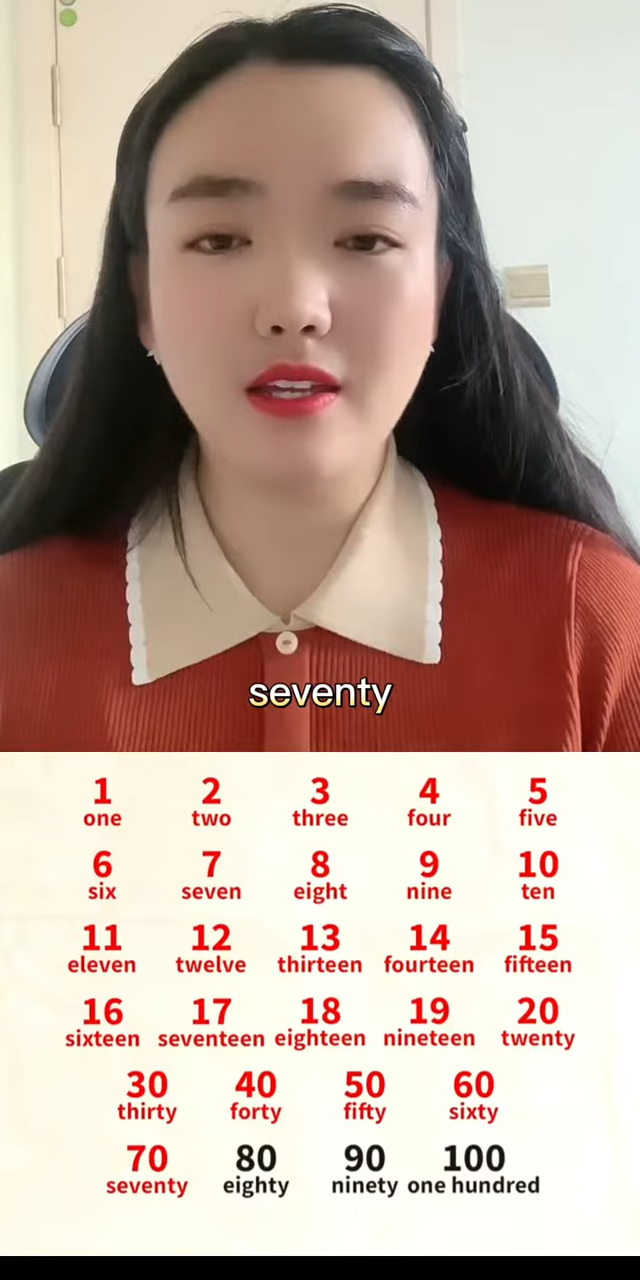 seventy
1 2 3 4 5
one two three four five
6 7 8 9 10
six seven eight nine ten
11 12 13 14 15
eleven twelve thirteen fourteen fifteen
16 17 18 19 20
sixteen seventeen eighteen nineteen twenty
30 40 50 60
thirty forty fifty sixty
70 80 90 100
seventy eighty ninety one hundred